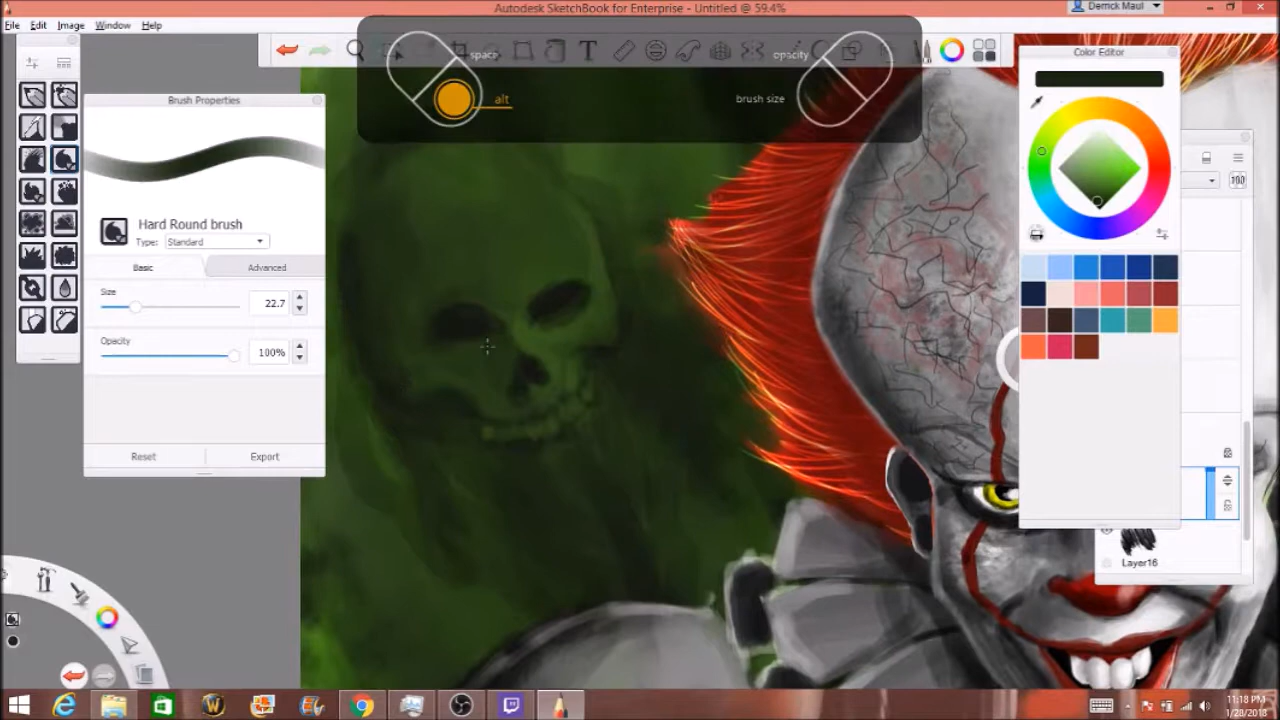 Autodesk SketchBook for Enterprise - Untitled @ 59.4%
Derrick Maul
File Edit Image Window Help
space
opacity
alt
brush size
Color Editor
Brush Properties
Hard Round brush
Type: Standard
Basic Advanced
Size 22.7
Opacity 100%
Reset Export
100
Layer16
11:18 PM
1/28/2018